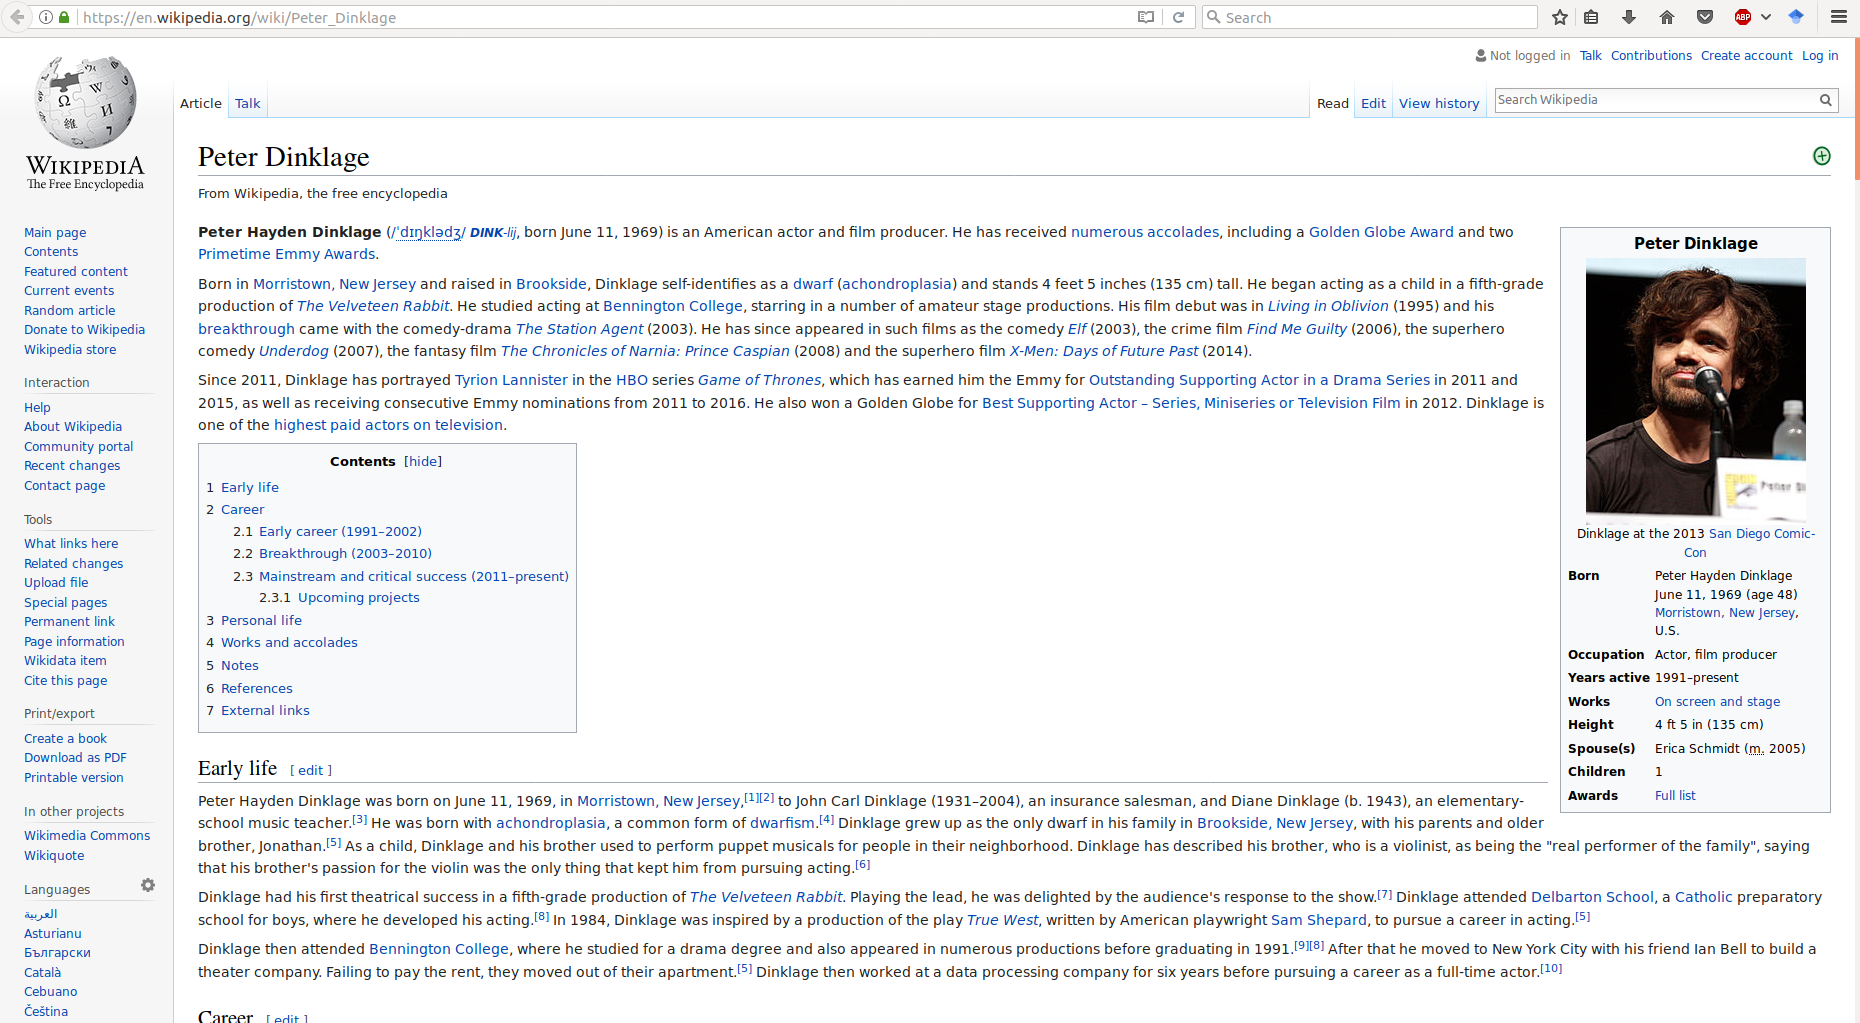 https://en.wikipedia.org/wiki/Peter_Dinklage
Search
ABP
Not logged in Talk Contributions Create account Log in
Article Talk
Read Edit View history
Search Wikipedia
WIKIPEDIA
The Free Encyclopedia
Main page
Contents
Featured content
Current events
Random article
Donate to Wikipedia
Wikipedia store
Interaction
Help
About Wikipedia
Community portal
Recent changes
Contact page
Tools
What links here
Related changes
Upload file
Special pages
Permanent link
Page information
Wikidata item
Cite this page
Print/export
Create a book
Download as PDF
Printable version
In other projects
Wikimedia Commons
Wikiquote
Languages
العربية
Asturianu
Български
Català
Cebuano
Čeština
Peter Dinklage
From Wikipedia, the free encyclopedia
Peter Hayden Dinklage (/ˈdɪŋklədʒ/ DINK-lij, born June 11, 1969) is an American actor and film producer. He has received numerous accolades, including a Golden Globe Award and two
Primetime Emmy Awards.
Born in Morristown, New Jersey and raised in Brookside, Dinklage self-identifies as a dwarf (achondroplasia) and stands 4 feet 5 inches (135 cm) tall. He began acting as a child in a fifth-grade
production of The Velveteen Rabbit. He studied acting at Bennington College, starring in a number of amateur stage productions. His film debut was in Living in Oblivion (1995) and his
breakthrough came with the comedy-drama The Station Agent (2003). He has since appeared in such films as the comedy Elf (2003), the crime film Find Me Guilty (2006), the superhero
comedy Underdog (2007), the fantasy film The Chronicles of Narnia: Prince Caspian (2008) and the superhero film X-Men: Days of Future Past (2014).
Since 2011, Dinklage has portrayed Tyrion Lannister in the HBO series Game of Thrones, which has earned him the Emmy for Outstanding Supporting Actor in a Drama Series in 2011 and
2015, as well as receiving consecutive Emmy nominations from 2011 to 2016. He also won a Golden Globe for Best Supporting Actor – Series, Miniseries or Television Film in 2012. Dinklage is
one of the highest paid actors on television.
Contents [hide]
1 Early life
2 Career
2.1 Early career (1991–2002)
2.2 Breakthrough (2003–2010)
2.3 Mainstream and critical success (2011–present)
2.3.1 Upcoming projects
3 Personal life
4 Works and accolades
5 Notes
6 References
7 External links
Peter Dinklage
Dinklage at the 2013 San Diego Comic-
Con
Born Peter Hayden Dinklage
June 11, 1969 (age 48)
Morristown, New Jersey,
U.S.
Occupation Actor, film producer
Years active 1991–present
Works On screen and stage
Height 4 ft 5 in (135 cm)
Spouse(s) Erica Schmidt (m. 2005)
Children 1
Awards Full list
Early life [ edit ]
Peter Hayden Dinklage was born on June 11, 1969, in Morristown, New Jersey,[1][2] to John Carl Dinklage (1931–2004), an insurance salesman, and Diane Dinklage (b. 1943), an elementary-
school music teacher.[3] He was born with achondroplasia, a common form of dwarfism.[4] Dinklage grew up as the only dwarf in his family in Brookside, New Jersey, with his parents and older
brother, Jonathan.[5] As a child, Dinklage and his brother used to perform puppet musicals for people in their neighborhood. Dinklage has described his brother, who is a violinist, as being the "real performer of the family", saying
that his brother's passion for the violin was the only thing that kept him from pursuing acting.[6]
Dinklage had his first theatrical success in a fifth-grade production of The Velveteen Rabbit. Playing the lead, he was delighted by the audience's response to the show.[7] Dinklage attended Delbarton School, a Catholic preparatory
school for boys, where he developed his acting.[8] In 1984, Dinklage was inspired by a production of the play True West, written by American playwright Sam Shepard, to pursue a career in acting.[5]
Dinklage then attended Bennington College, where he studied for a drama degree and also appeared in numerous productions before graduating in 1991.[9][8] After that he moved to New York City with his friend Ian Bell to build a
theater company. Failing to pay the rent, they moved out of their apartment.[5] Dinklage then worked at a data processing company for six years before pursuing a career as a full-time actor.[10]
Career [ edit ]